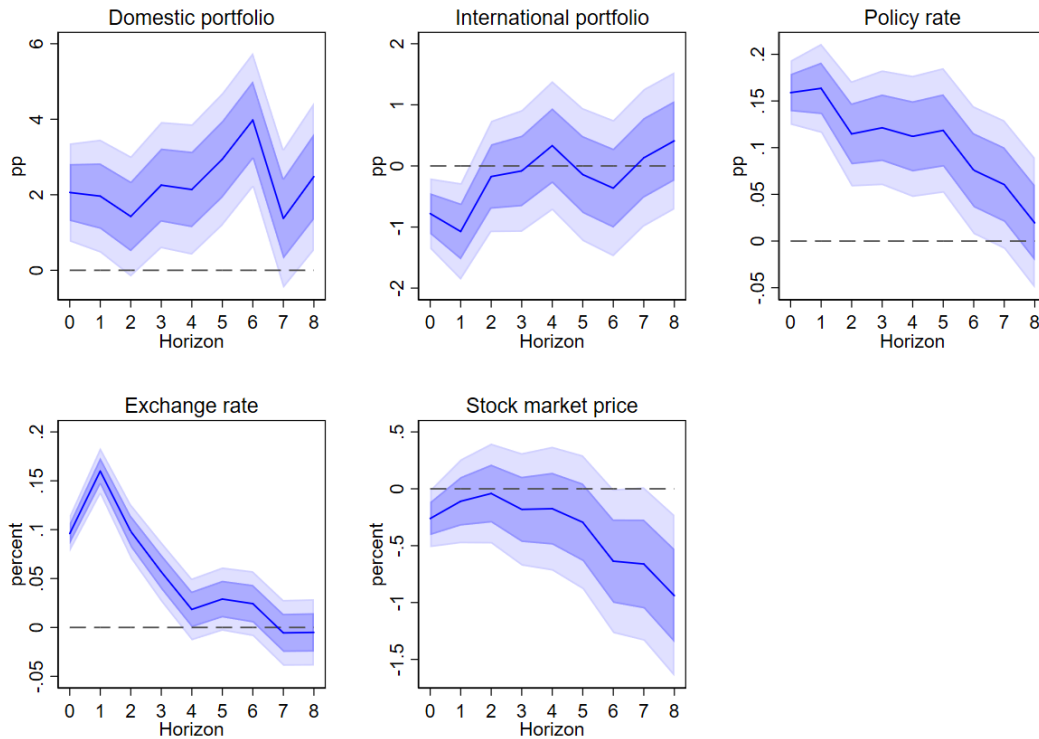 Domestic portfolio
pp
6
4
2
0
0 1 2 3 4 5 6 7 8
Horizon
International portfolio
pp
2
.1
0
-.1
-2
0 1 2 3 4 5 6 7 8
Horizon
Policy rate
pp
.2
.15
.1
.05
0
-.05
0 1 2 3 4 5 6 7 8
Horizon
Exchange rate
percent
.2
.15
.1
.05
0
-.05
0 1 2 3 4 5 6 7 8
Horizon
Stock market price
percent
.5
0
-.5
-1
-1.5
0 1 2 3 4 5 6 7 8
Horizon